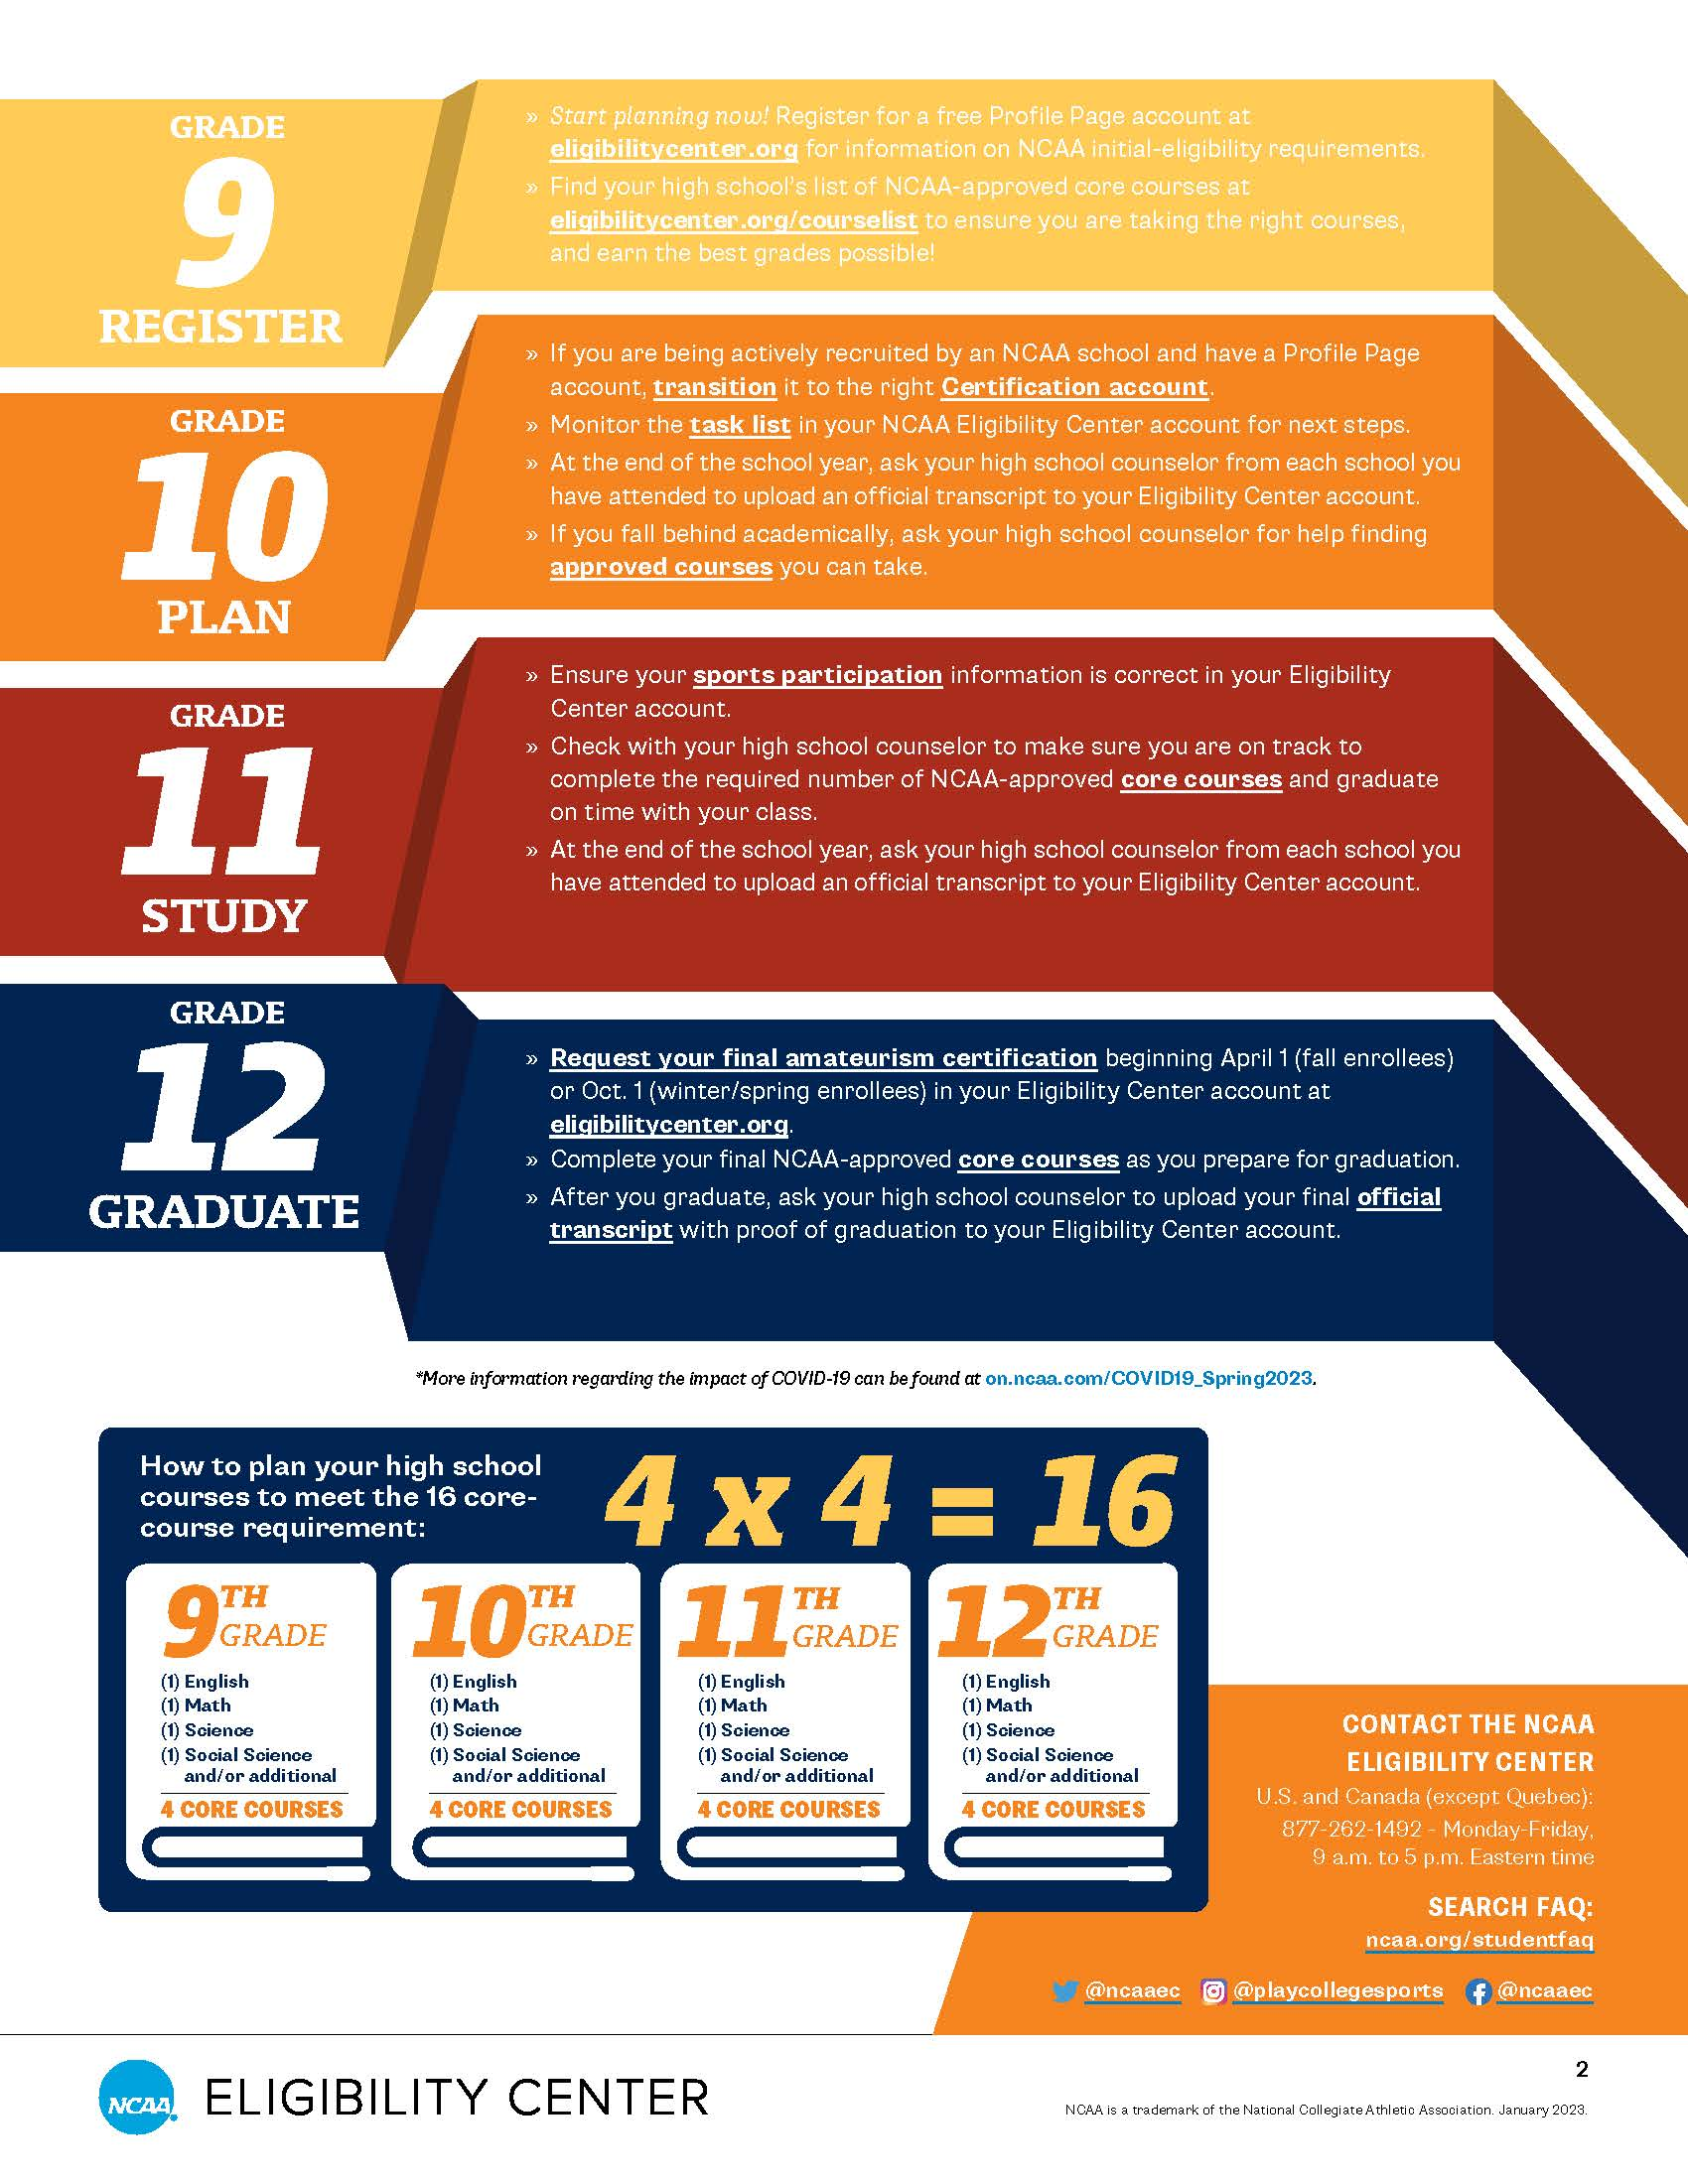 GRADE
9
REGISTER
» Start planning now! Register for a free Profile Page account at
eligibilitycenter.org for information on NCAA initial-eligibility requirements.
» Find your high school's list of NCAA-approved core courses at
eligibilitycenter.org/courselist to ensure you are taking the right courses,
and earn the best grades possible!
GRADE
10
PLAN
» If you are being actively recruited by an NCAA school and have a Profile Page
account, transition it to the right Certification account.
» Monitor the task list in your NCAA Eligibility Center account for next steps.
» At the end of the school year, ask your high school counselor from each school you
have attended to upload an official transcript to your Eligibility Center account.
» If you fall behind academically, ask your high school counselor for help finding
approved courses you can take.
GRADE
11
STUDY
» Ensure your sports participation information is correct in your Eligibility
Center account.
» Check with your high school counselor to make sure you are on track to
complete the required number of NCAA-approved core courses and graduate
on time with your class.
» At the end of the school year, ask your high school counselor from each school you
have attended to upload an official transcript to your Eligibility Center account.
GRADE
12
GRADUATE
» Request your final amateurism certification beginning April 1 (fall enrollees)
or Oct. 1 (winter/spring enrollees) in your Eligibility Center account at
eligibilitycenter.org.
» Complete your final NCAA-approved core courses as you prepare for graduation.
» After you graduate, ask your high school counselor to upload your final official
transcript with proof of graduation to your Eligibility Center account.
*More information regarding the impact of COVID-19 can be found at on.ncaa.com/COVID19_Spring2023.
How to plan your high school
courses to meet the 16 core-
course requirement:
4 x 4 = 16
9TH GRADE
(1) English
(1) Math
(1) Science
(1) Social Science
and/or additional
4 CORE COURSES
10TH GRADE
(1) English
(1) Math
(1) Science
(1) Social Science
and/or additional
4 CORE COURSES
11TH GRADE
(1) English
(1) Math
(1) Science
(1) Social Science
and/or additional
4 CORE COURSES
12TH GRADE
(1) English
(1) Math
(1) Science
(1) Social Science
and/or additional
4 CORE COURSES
CONTACT THE NCAA
ELIGIBILITY CENTER
U.S. and Canada (except Quebec):
877-262-1492 - Monday-Friday,
9 a.m. to 5 p.m. Eastern time
SEARCH FAQ:
ncaa.org/studentfaq
@ncaaec @playcollegesports @ncaaec
NCAA ELIGIBILITY CENTER
2
NCAA is a trademark of the National Collegiate Athletic Association. January 2023.